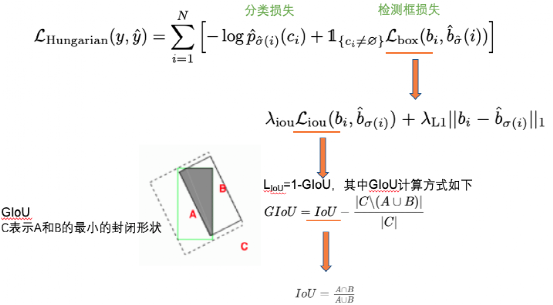 分类损失
检测框损失
$\mathcal{L}_{\text{Hungarian}}(y, \hat{y}) = \sum_{i=1}^{N} \left[ -\log \hat{p}_{\hat{\sigma}(i)}(c_i) + \mathbb{1}_{\{c_i \neq \varnothing\}} \mathcal{L}_{\text{box}}(b_i, \hat{b}_{\hat{\sigma}}(i)) \right]$
$\lambda_{\text{iou}} \mathcal{L}_{\text{iou}}(b_i, \hat{b}_{\sigma(i)}) + \lambda_{\text{L1}} ||b_i - \hat{b}_{\sigma(i)}||_1$
B
A
C
L_IoU=1-GIoU，其中GIoU计算方式如下
GIoU
C表示A和B的最小的封闭形状
$GIoU = IoU - \frac{|C \backslash (A \cup B)|}{|C|}$
$IoU = \frac{A \cap B}{A \cup B}$